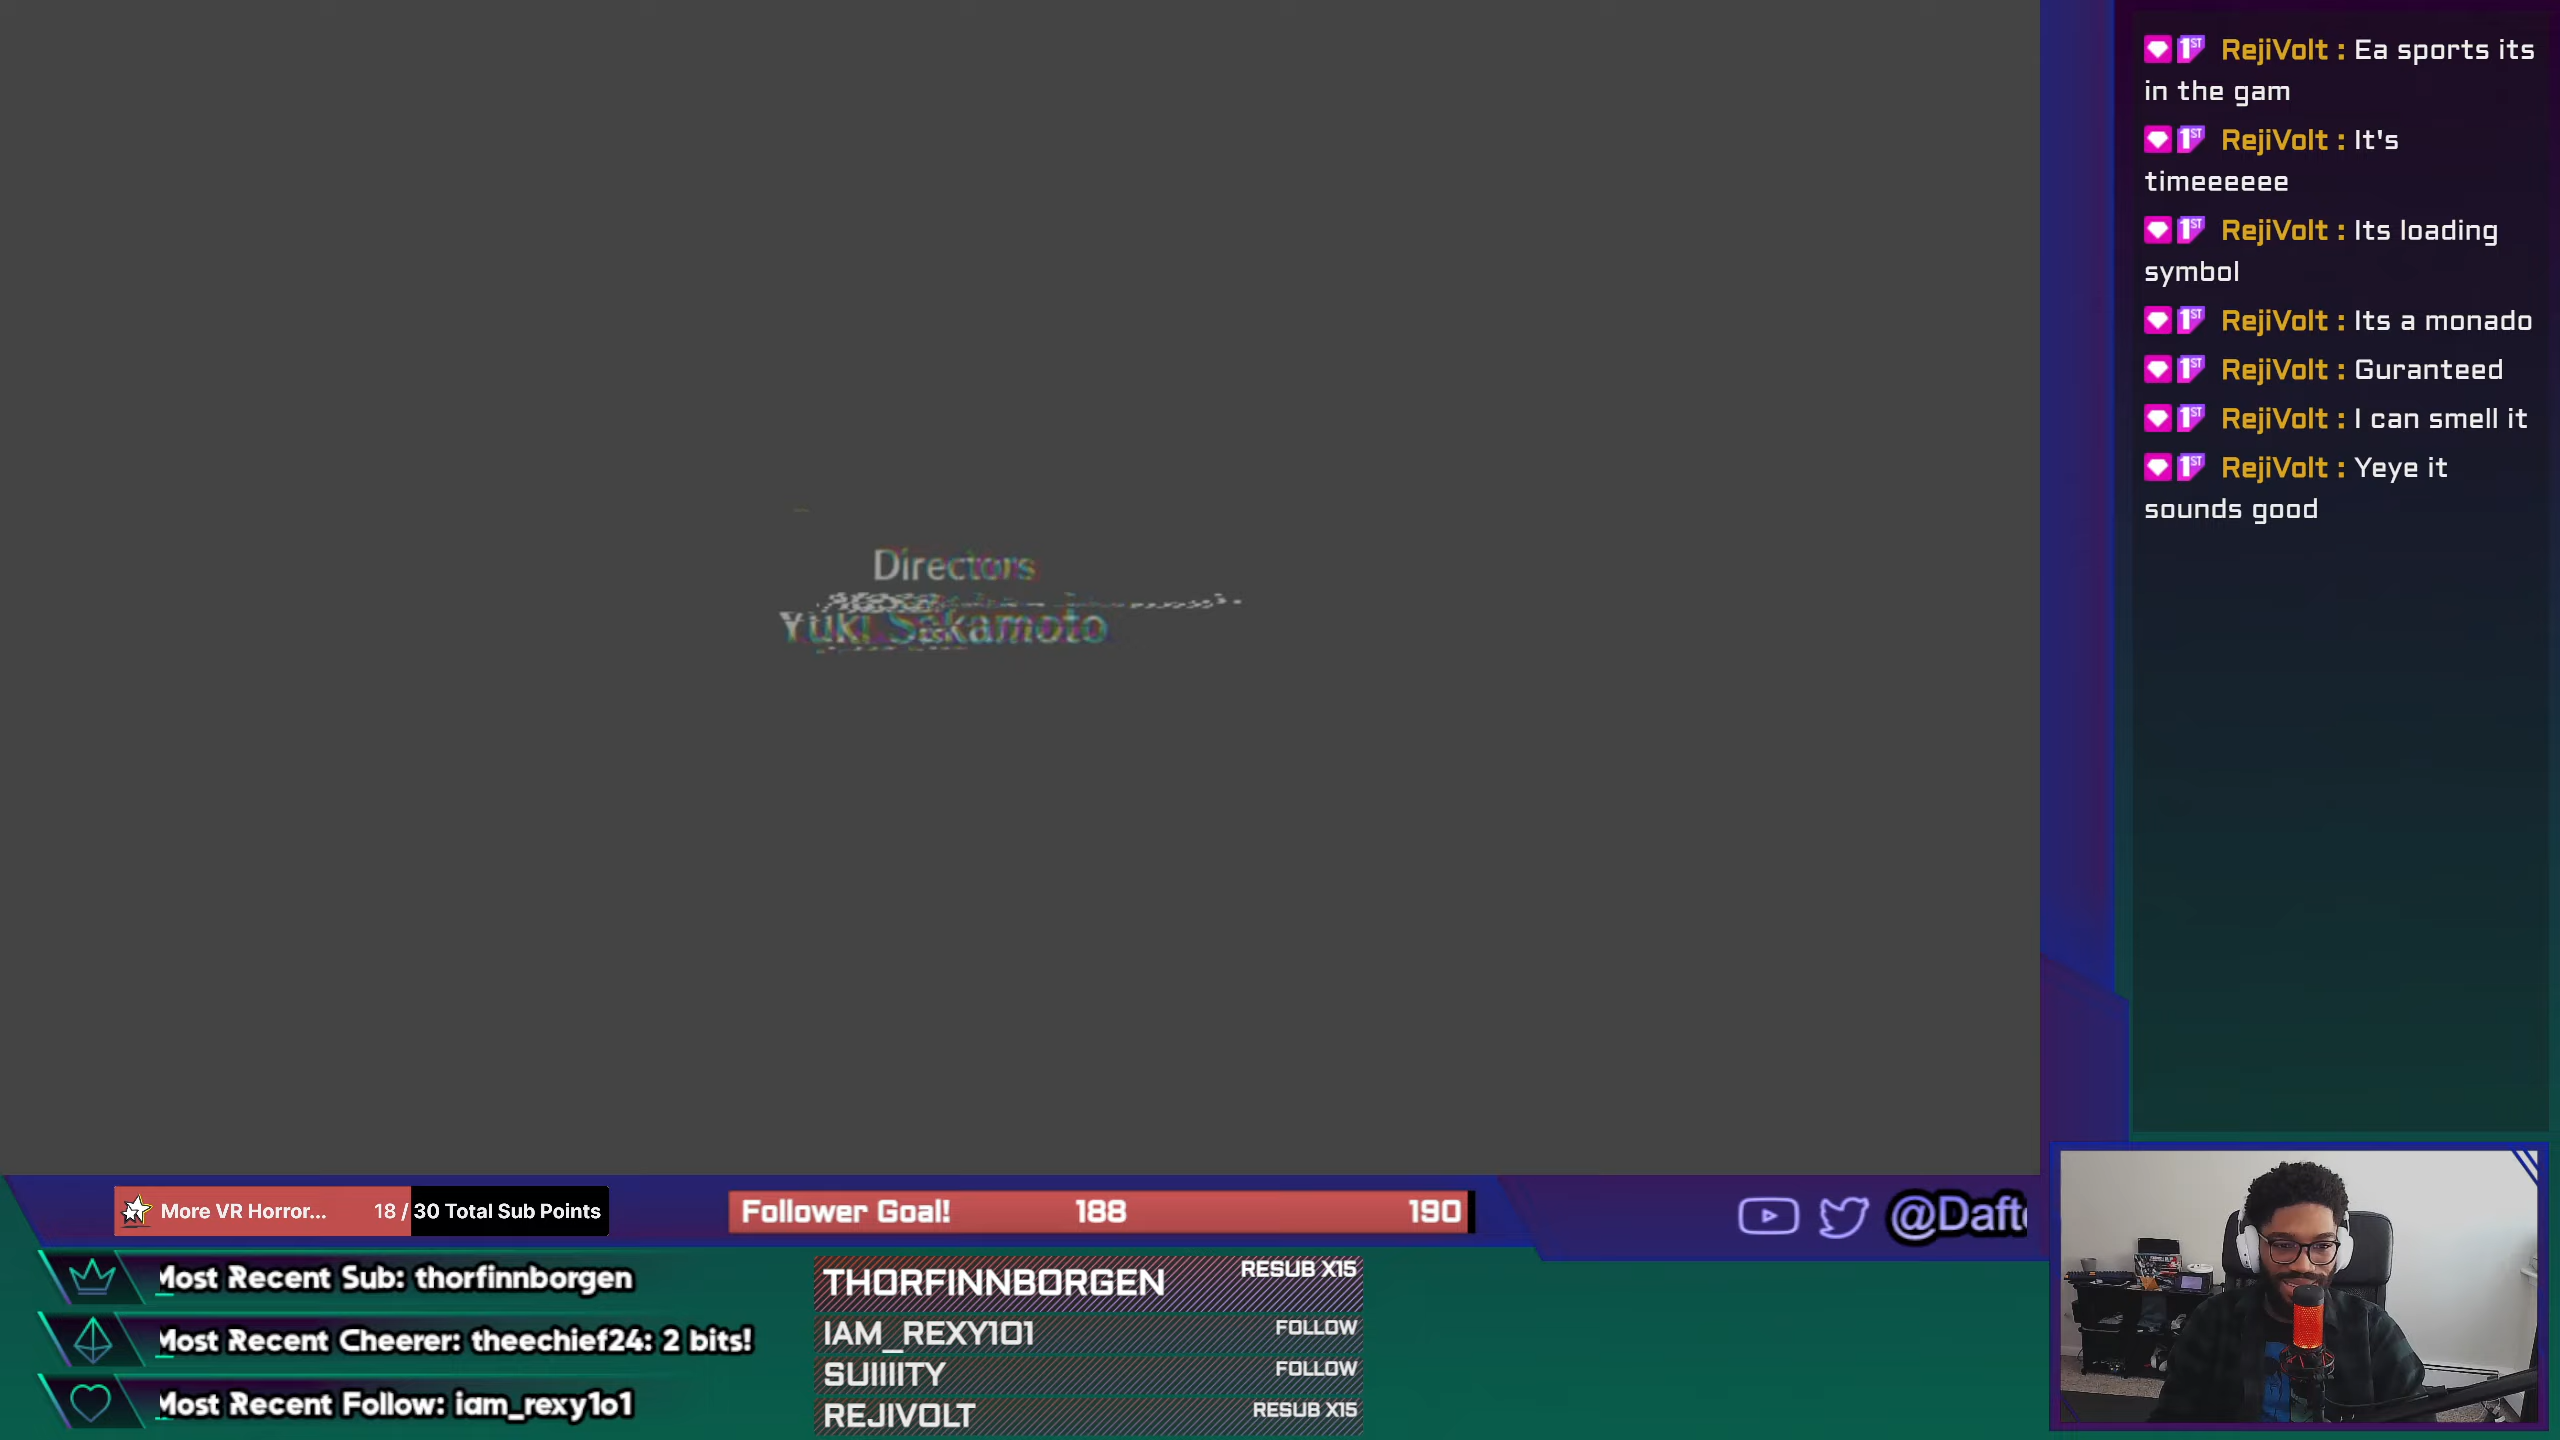 RejiVolt : Ea sports its
in the gam
RejiVolt : It's
timeeeeee
RejiVolt : Its loading
symbol
RejiVolt : Its a monado
RejiVolt : Guranteed
RejiVolt : I can smell it
RejiVolt : Yeye it
sounds good
Directors
Yuki Sakamoto
More VR Horror... 18 / 30 Total Sub Points
Follower Goal! 188 190
@Daft
Most Recent Sub: thorfinnborgen
Most Recent Cheerer: theechief24: 2 bits!
Most Recent Follow: iam_rexy1o1
THORFINNBORGEN RESUB X15
IAM_REXY1O1 FOLLOW
SUIIIITY FOLLOW
REJIVOLT RESUB X15